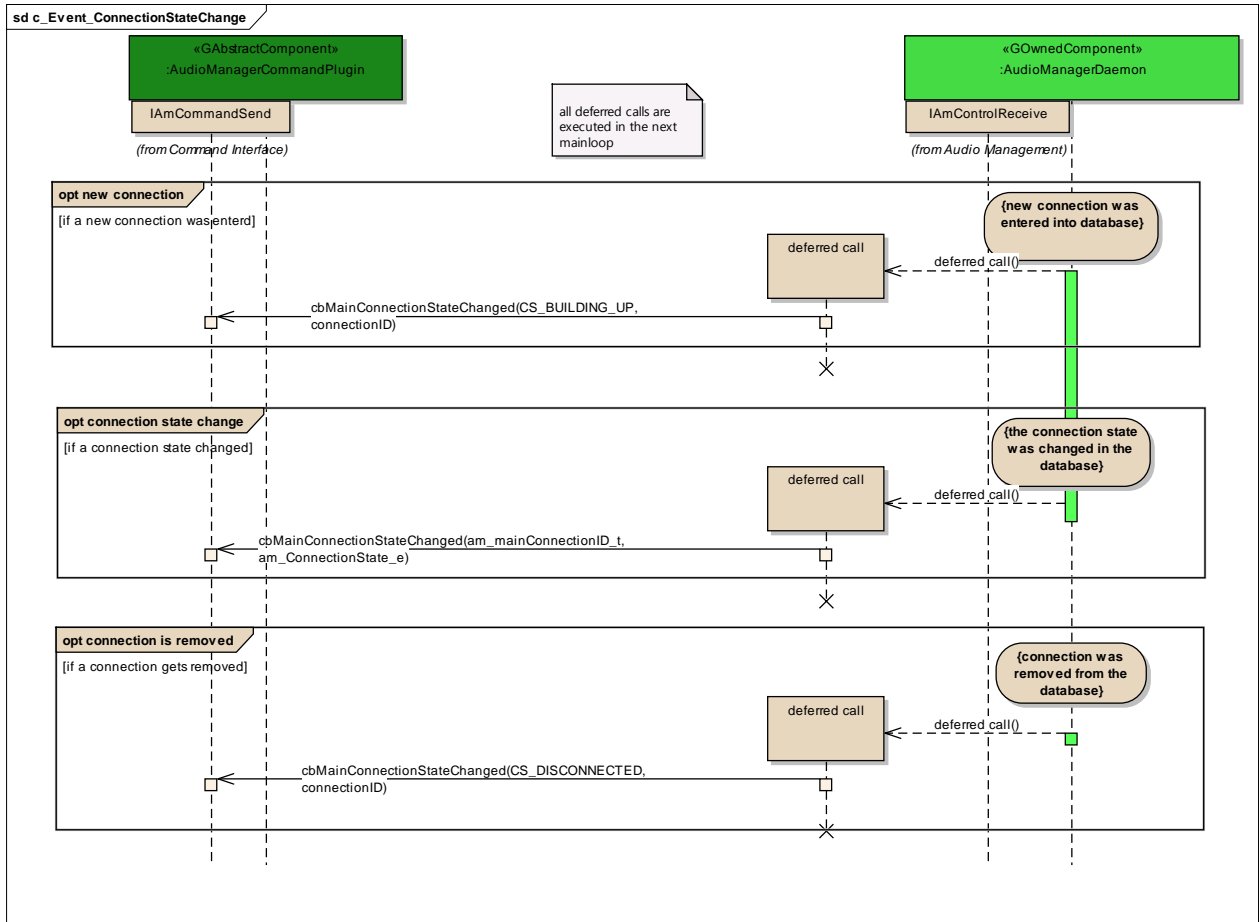 sd c_Event_ConnectionStateChange
«GAbstractComponent»
:AudioManagerCommandPlugin
«GOwnedComponent»
:AudioManagerDaemon
IAmCommandSend
IAmControlReceive
(from Command Interface)
(from Audio Management)
all deferred calls are
executed in the next
mainloop
opt new connection
[if a new connection was enterd]
{new connection was
entered into database}
deferred call
deferred call()
cbMainConnectionStateChanged(CS_BUILDING_UP,
connectionID)
opt connection state change
[if a connection state changed]
{the connection state
was changed in the
database}
deferred call
deferred call()
cbMainConnectionStateChanged(am_mainConnectionID_t,
am_ConnectionState_e)
opt connection is removed
[if a connection gets removed]
{connection was
removed from the
database}
deferred call
deferred call()
cbMainConnectionStateChanged(CS_DISCONNECTED,
connectionID)